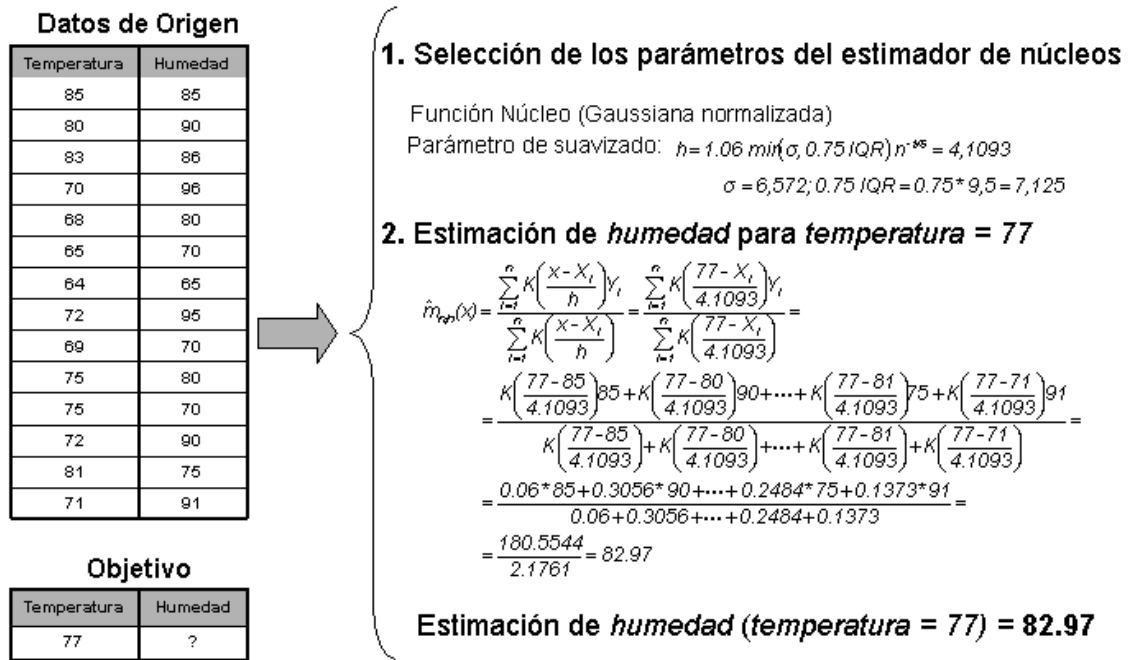 Datos de Origen
Temperatura Humedad
85 85
80 90
83 86
70 96
68 80
65 70
64 65
72 95
69 70
75 80
75 70
72 90
81 75
71 91
Objetivo
Temperatura Humedad
77 ?
1. Selección de los parámetros del estimador de núcleos
Función Núcleo (Gaussiana normalizada)
Parámetro de suavizado: h= 1.06 min(σ, 0.75 IQR) n^-1/5 = 4,1093
σ = 6,572; 0.75 IQR = 0.75* 9,5 = 7,125
2. Estimación de humedad para temperatura = 77
m̂_n,h(x) = ∑_{i=1}^n K((x - X_i)/h) Y_i / ∑_{i=1}^n K((x - X_i)/h) = ∑_{i=1}^n K((77 - X_i)/4.1093) Y_i / ∑_{i=1}^n K((77 - X_i)/4.1093) =
= K((77-85)/4.1093)85 + K((77-80)/4.1093)90+⋯+ K((77-81)/4.1093)75 + K((77-71)/4.1093)91 / K((77-85)/4.1093) + K((77-80)/4.1093)+⋯+ K((77-81)/4.1093) + K((77-71)/4.1093) =
= 0.06*85+0.3056*90+⋯+0.2484*75+0.1373*91 / 0.06+0.3056+⋯+0.2484+0.1373 =
= 180.5544 / 2.1761 = 82.97
Estimación de humedad (temperatura = 77) = 82.97